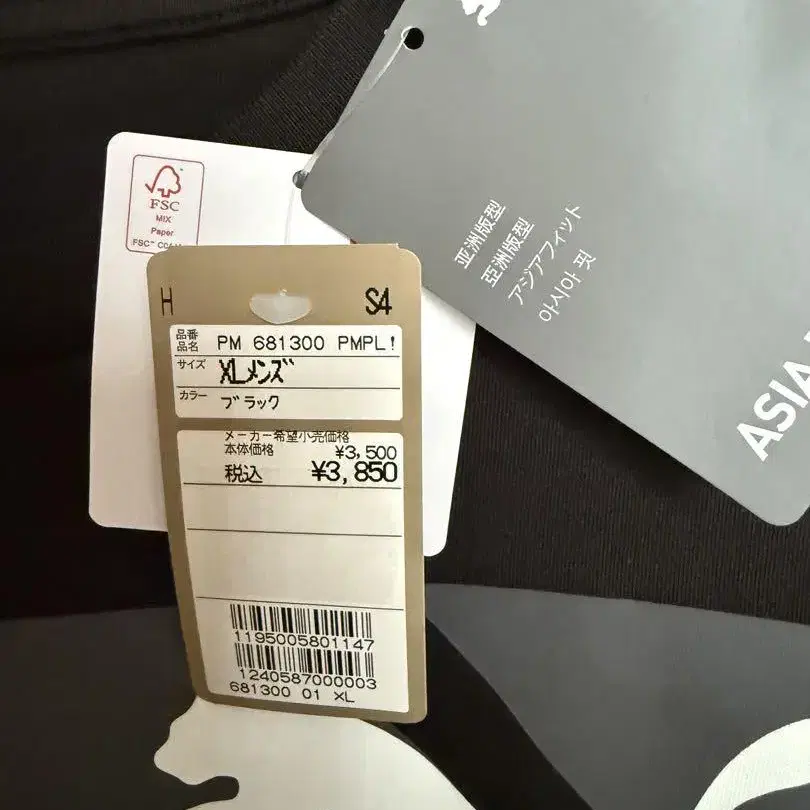 FSC
MIX
Paper
FSC™
亚洲版型
亞洲版型
アジアフィット
아시아 핏
ASIA
H
S4
品番
品名
PM 681300 PMPL!
サイズ
XLメンズ
カラー
ブラック
メーカー希望小売価格
本体価格 ¥3,500
税込 ¥3,850
1195005801147
1240587000003
681300 01 XL